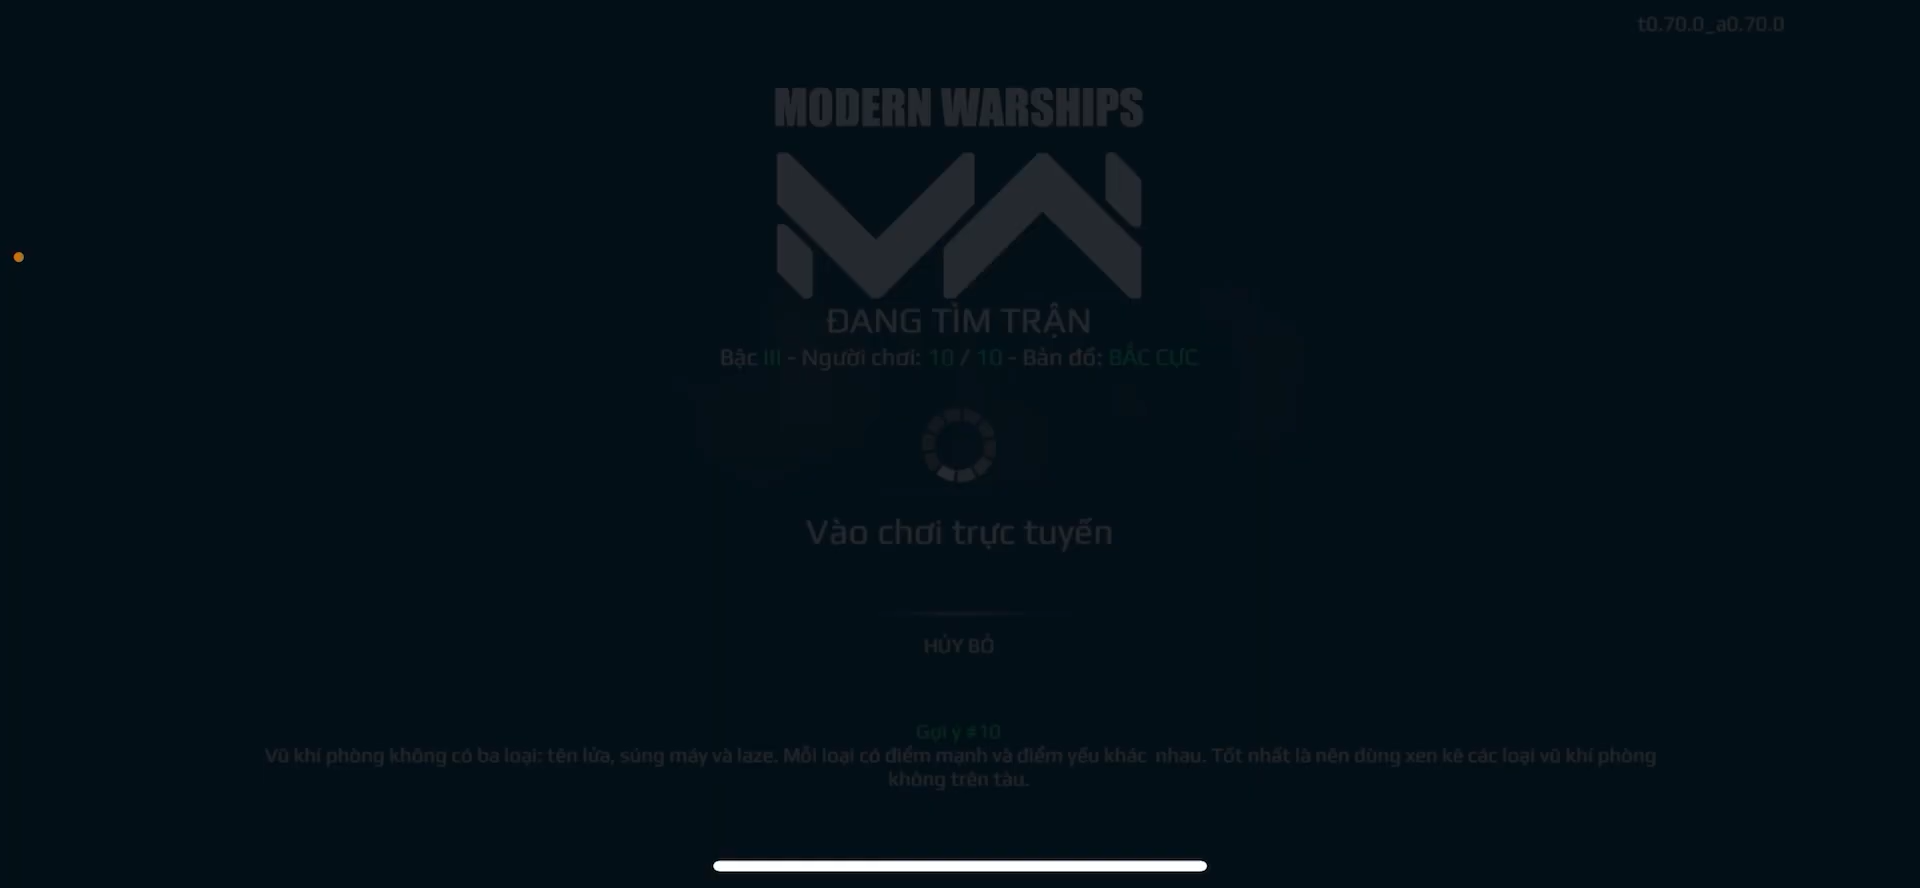 t0.70.0_a0.70.0
MODERN WARSHIPS
ĐANG TÌM TRẬN
Bậc III - Người chơi: 10 / 10 - Bản đồ: BẮC CỰC
Vào chơi trực tuyến
HỦY BỎ
Gợi ý #10
Vũ khí phòng không có ba loại: tên lửa, súng máy và laze. Mỗi loại có điểm mạnh và điểm yếu khác nhau. Tốt nhất là nên dùng xen kẽ các loại vũ khí phòng
không trên tàu.